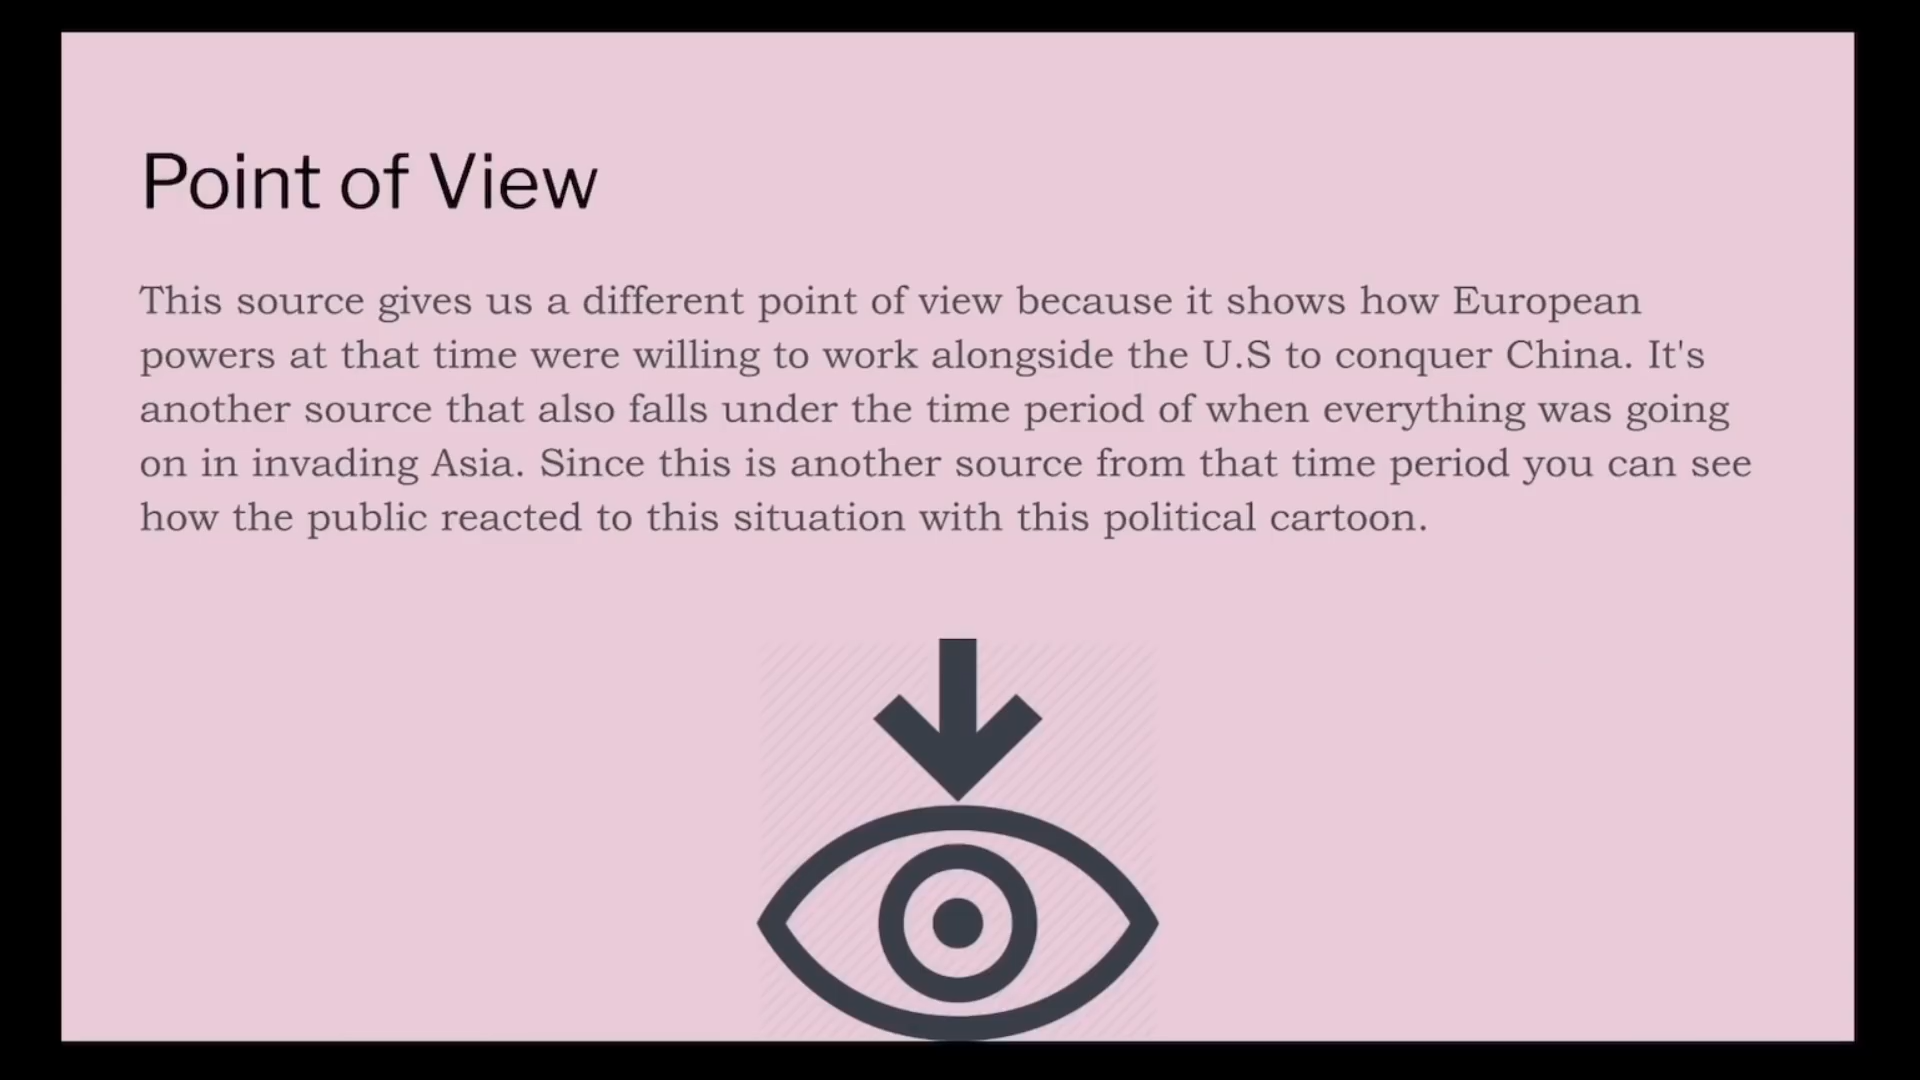 Point of View
This source gives us a different point of view because it shows how European
powers at that time were willing to work alongside the U.S to conquer China. It's
another source that also falls under the time period of when everything was going
on in invading Asia. Since this is another source from that time period you can see
how the public reacted to this situation with this political cartoon.